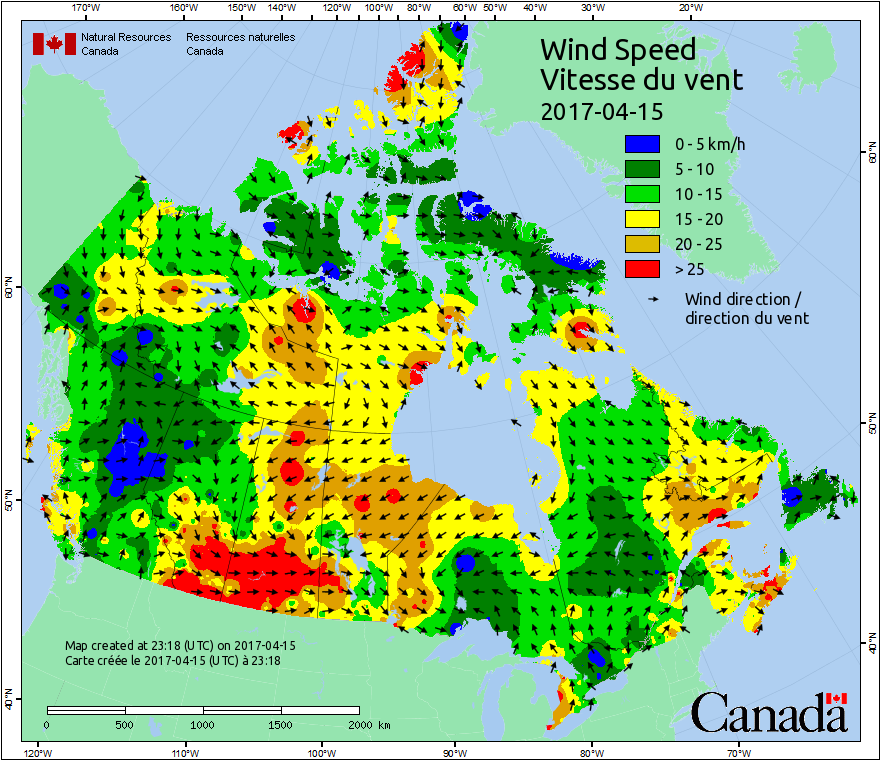 170°W 160°W 150°W 140°W 120°W 100°W 80°W 60°W 50°W 40°W 30°W 20°W
Natural Resources Ressources naturelles
Canada Canada
Wind Speed
Vitesse du vent
2017-04-15
0 - 5 km/h
5 - 10
10 - 15
15 - 20
20 - 25
> 25
Wind direction /
direction du vent
60°N
60°N
50°N
50°N
40°N
40°N
Map created at 23:18 (UTC) on 2017-04-15
Carte créée le 2017-04-15 (UTC) à 23:18
0 500 1000 1500 2000 km
Canada
120°W 110°W 100°W 90°W 80°W 70°W